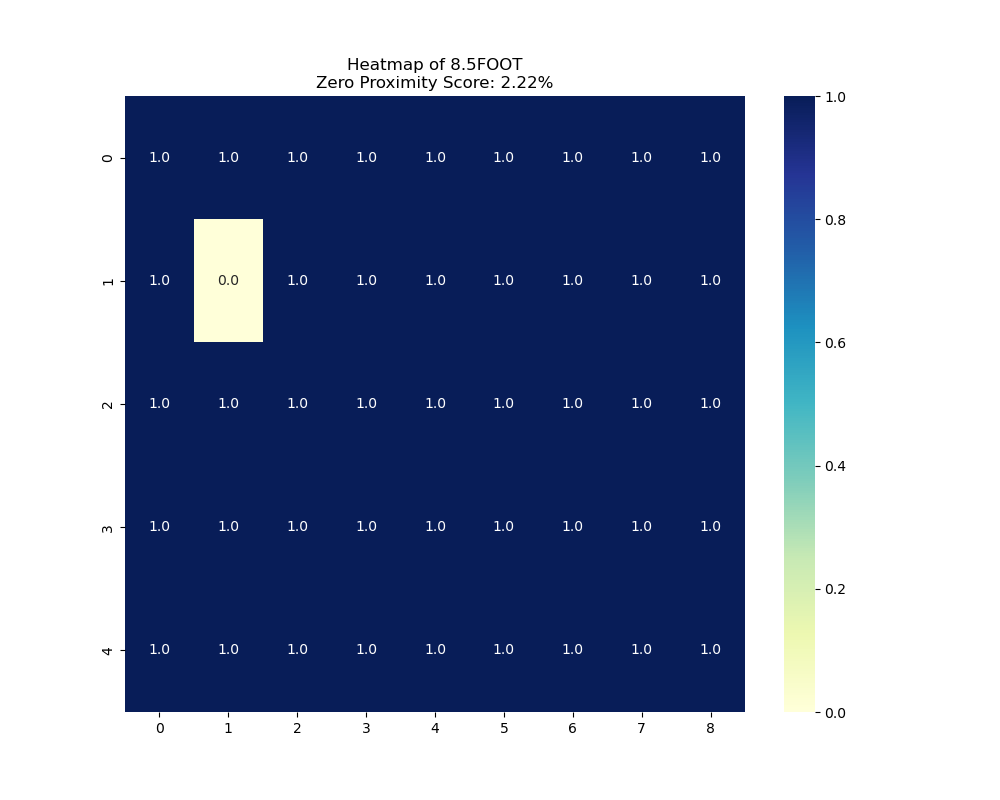 Heatmap of 8.5FOOT
Zero Proximity Score: 2.22%
0 1.0 1.0 1.0 1.0 1.0 1.0 1.0 1.0 1.0
1 1.0 0.0 1.0 1.0 1.0 1.0 1.0 1.0 1.0
2 1.0 1.0 1.0 1.0 1.0 1.0 1.0 1.0 1.0
3 1.0 1.0 1.0 1.0 1.0 1.0 1.0 1.0 1.0
4 1.0 1.0 1.0 1.0 1.0 1.0 1.0 1.0 1.0
0 1 2 3 4 5 6 7 8
1.0
0.8
0.6
0.4
0.2
0.0